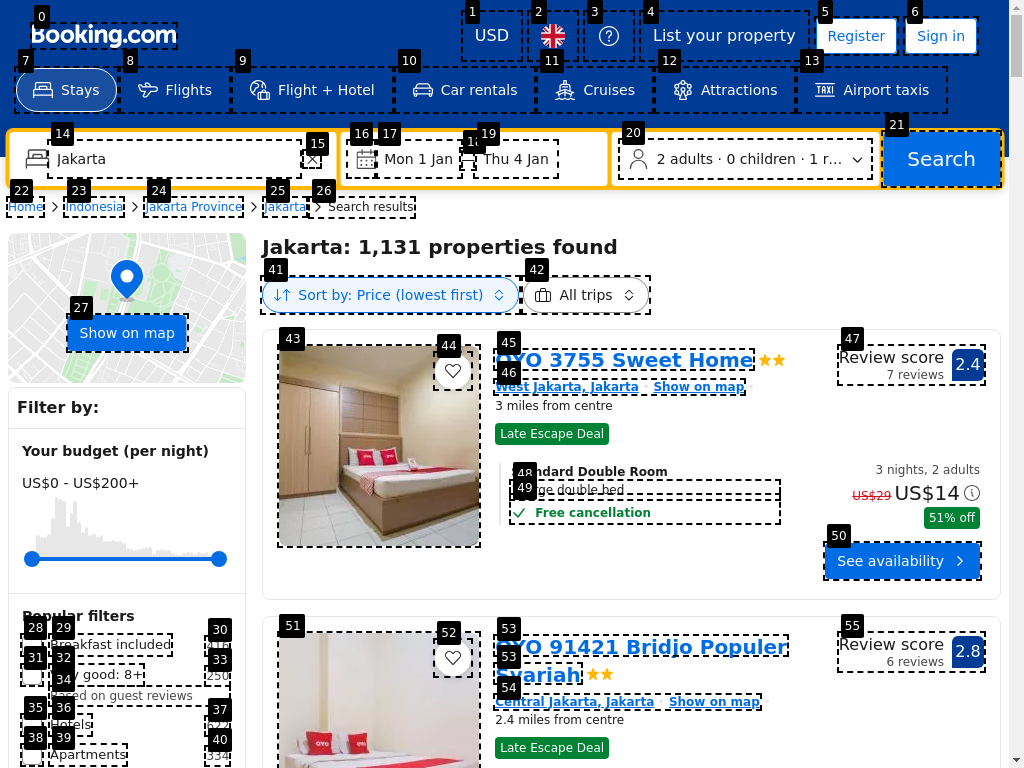 0
Booking.com
1
USD
2
3
4
List your property
5
Register
6
Sign in
7
Stays
8
Flights
9
Flight + Hotel
10
Car rentals
11
Cruises
12
Attractions
13
Airport taxis
14
Jakarta
15
16
17
Mon 1 Jan
19
Thu 4 Jan
20
2 adults · 0 children · 1 r...
21
Search
22
Home
23
Indonesia
24
Jakarta Province
25
Jakarta
26
Search results
27
Show on map
Filter by:
Your budget (per night)
US$0 - US$200+
Popular filters
28
29
Breakfast included
30
31
32
good: 8+
33
250
34
Based on guest reviews
35
36
Hotels
37
38
39
Apartments
40
334
Jakarta: 1,131 properties found
41
Sort by: Price (lowest first)
42
All trips
43
44
45
OYO 3755 Sweet Home
46
West Jakarta, Jakarta
Show on map
3 miles from centre
Late Escape Deal
47
Review score
7 reviews
2.4
48
Standard Double Room
49
double bed
Free cancellation
3 nights, 2 adults
US$29 US$14
51% off
50
See availability
51
52
53
OYO 91421 Bridjo Populer
53
Syariah
54
Central Jakarta, Jakarta
Show on map
2.4 miles from centre
Late Escape Deal
55
Review score
6 reviews
2.8
OYO
OYO